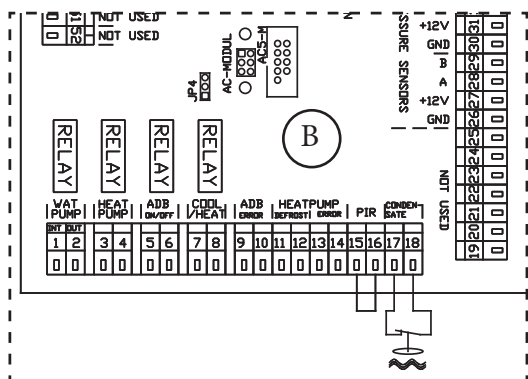 51 NOT USED
52 NOT USED
AC-MODUL
AC5-M
JP4
N
B
RELAY
RELAY
RELAY
RELAY
WAT PUMP
HEAT PUMP
ADB ON/OFF
COOL /HEAT
ADB ERROR
HEATPUMP
DEFROST ERROR
PIR
CONDEN-
SATE
INT OUT
1 2 3 4 5 6 7 8 9 10 11 12 13 14 15 16 17 18
SSURE SENSORS
+12V 31
GND 30
B 29
A 28
+12V 27
GND 26
25
24
23
22
21
20
19
NOT USED